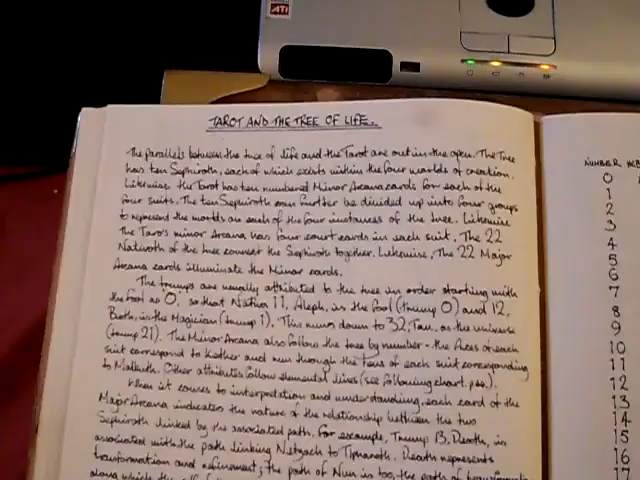 ATI
TAROT AND THE TREE OF LIFE.
The parallels between the tree of life and the Tarot are out in the open. The Tree
has ten Sephiroth, each of which exists within the four worlds of creation.
Likewise the Tarot has ten numbered Minor Arcana cards for each of the
four suits. The ten Sephiroth can further be divided up into four groups
to represent the worlds on each of the four instances of the tree. Likewise
the Taro's minor Arcana has four court cards in each suit. The 22
Nativoth of the tree connect the Sephiroth together. Likewise, The 22 Major
Arcana cards illuminate the Minor cards.
The trumps are usually attributed to the tree in order starting with
the fool as 0; so that Nativa 11, Aleph, is the fool (trump 0) and 12,
Beth, is the Magician (trump 1). This runs down to 32, Tau, as the universe
(trump 21). The Minor Arcana also follow the tree by number - the Aces of each
suit correspond to Kether and run through the tens of each suit corresponding
to Malkuth. Other attributes follow elemental lines (see following chart. p00.).
When it comes to interpretation and understanding, each card of the
Major Arcana indicates the nature of the relationship between the two
Sephiroth linked by the associated path. For example, Trump 13, Death, is
associated with the path linking Netzach to Tiphareth. Death represents
transformation and refinement; the path of Nun is too, the path of
along which the
NUMBER
0
1
2
3
4
5
6
7
8
9
10
11
12
13
14
15
16
17